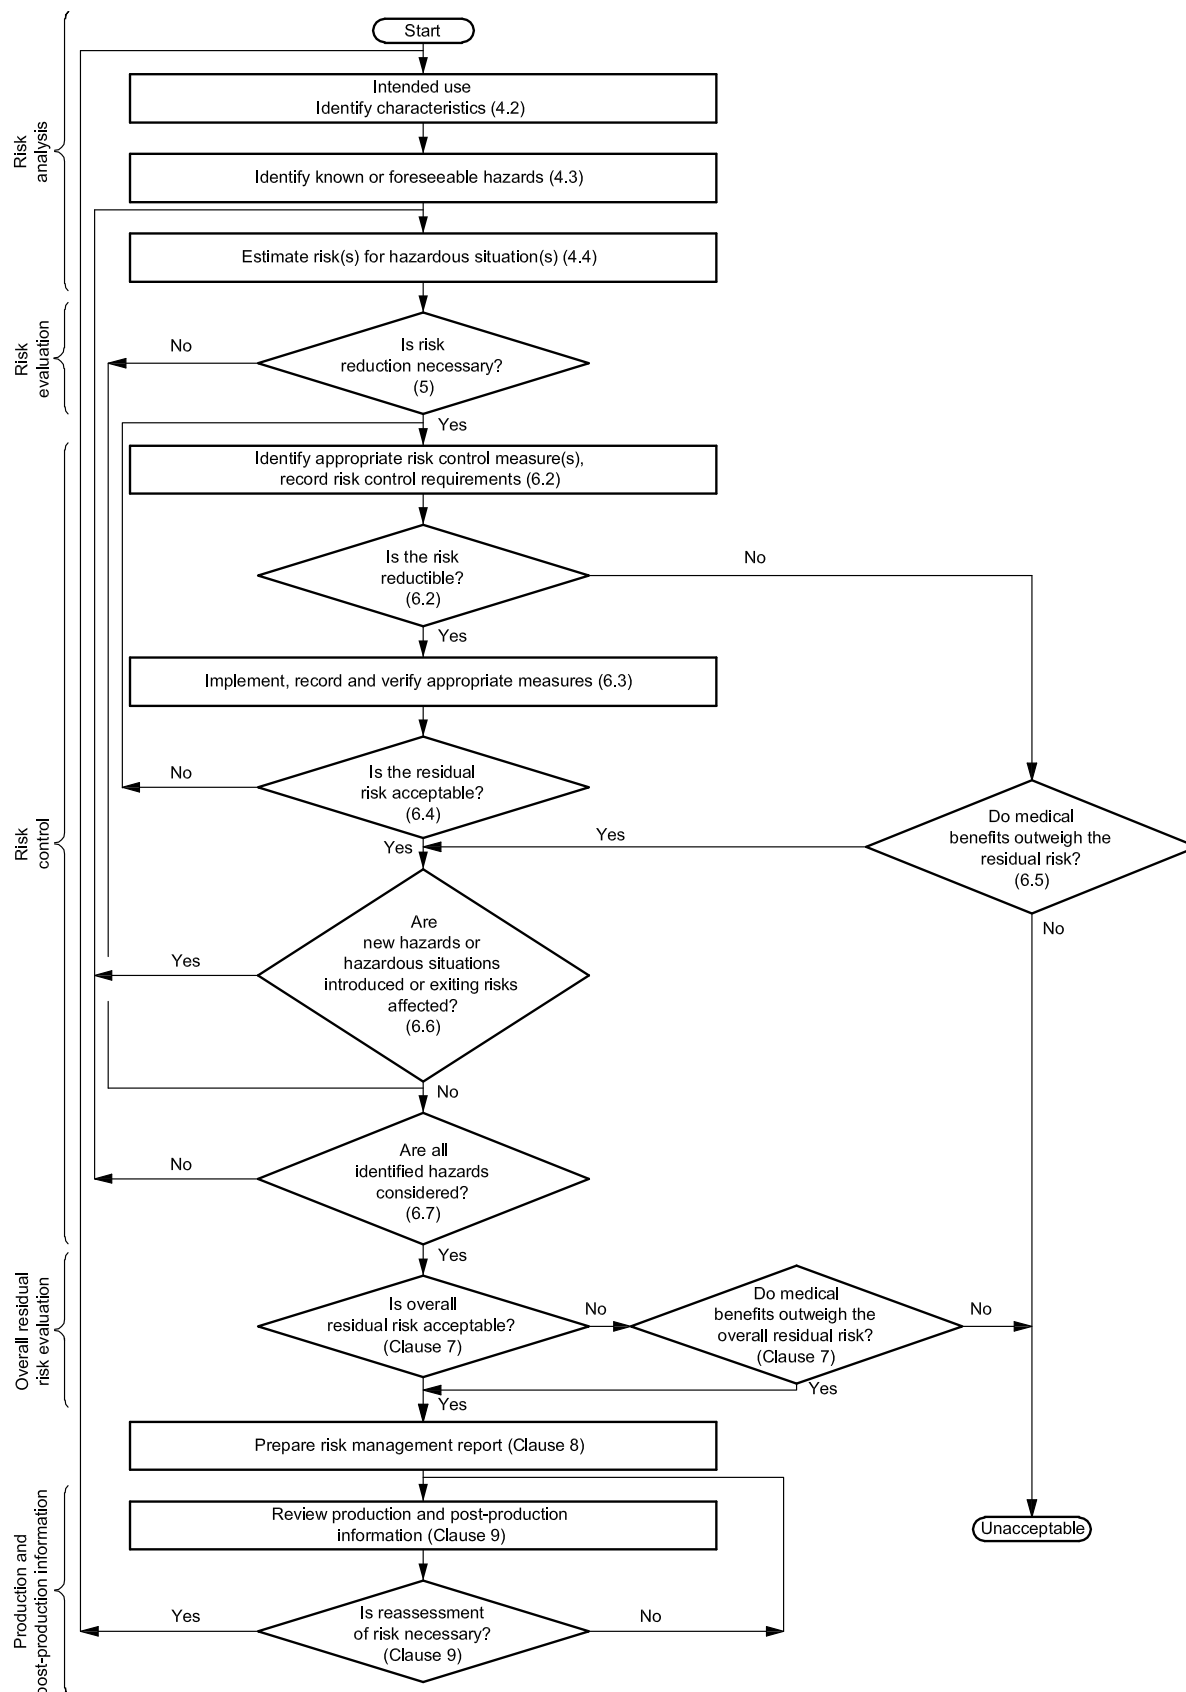 Start
Risk
analysis
Intended use
Identify characteristics (4.2)
Identify known or foreseeable hazards (4.3)
Estimate risk(s) for hazardous situation(s) (4.4)
Risk
evaluation
Is risk
reduction necessary?
(5)
No
Yes
Risk
control
Identify appropriate risk control measure(s),
record risk control requirements (6.2)
Is the risk
reductible?
(6.2)
No
Yes
Implement, record and verify appropriate measures (6.3)
Is the residual
risk acceptable?
(6.4)
No
Yes
Do medical
benefits outweigh the
residual risk?
(6.5)
Yes
No
Are
new hazards or
hazardous situations
introduced or exiting risks
affected?
(6.6)
Yes
No
Are all
identified hazards
considered?
(6.7)
No
Yes
Overall residual
risk evaluation
Is overall
residual risk acceptable?
(Clause 7)
No
Yes
Do medical
benefits outweigh the
overall residual risk?
(Clause 7)
No
Yes
Prepare risk management report (Clause 8)
Production and
post-production information
Review production and post-production
information (Clause 9)
Unacceptable
Is reassessment
of risk necessary?
(Clause 9)
Yes
No